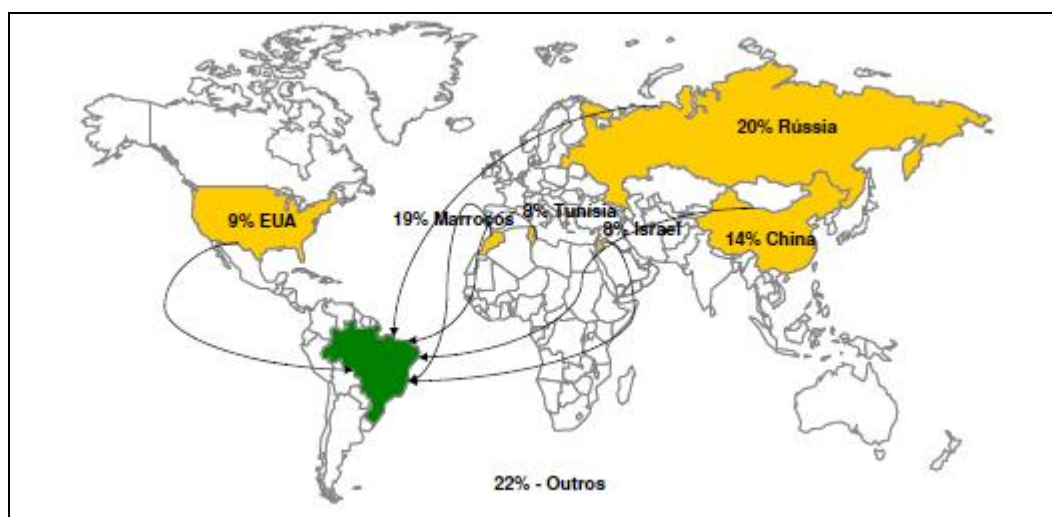 20% Rússia
9% EUA
19% Marrocos
8% Tunísia
8% Israel
14% China
22% - Outros